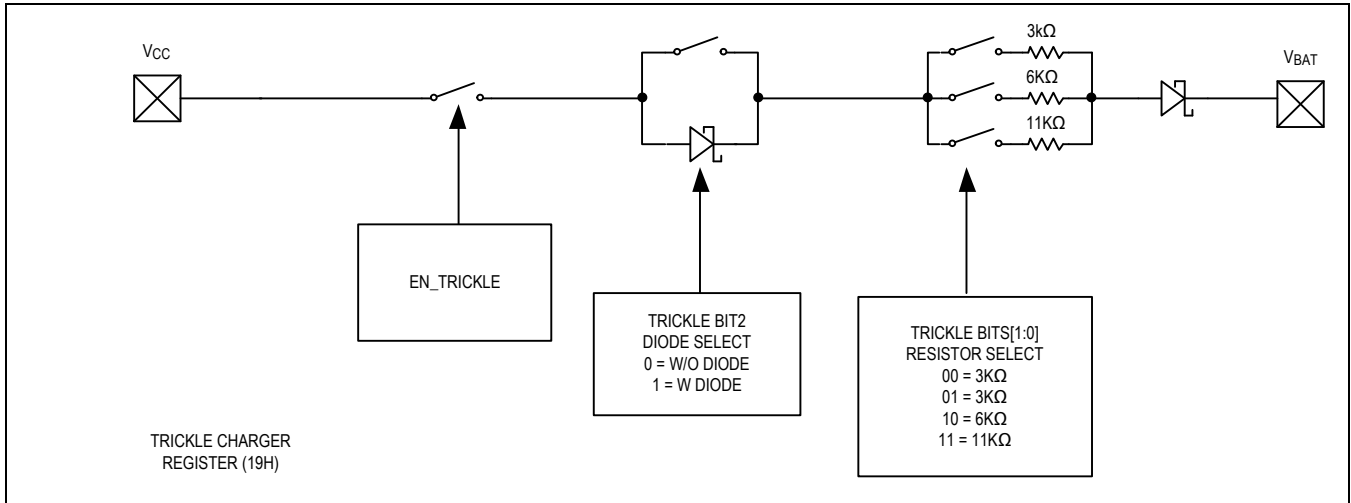 VCC
3kΩ
6KΩ
11KΩ
VBAT
EN_TRICKLE
TRICKLE BIT2
DIODE SELECT
0 = W/O DIODE
1 = W DIODE
TRICKLE BITS[1:0]
RESISTOR SELECT
00 = 3KΩ
01 = 3KΩ
10 = 6KΩ
11 = 11KΩ
TRICKLE CHARGER
REGISTER (19H)